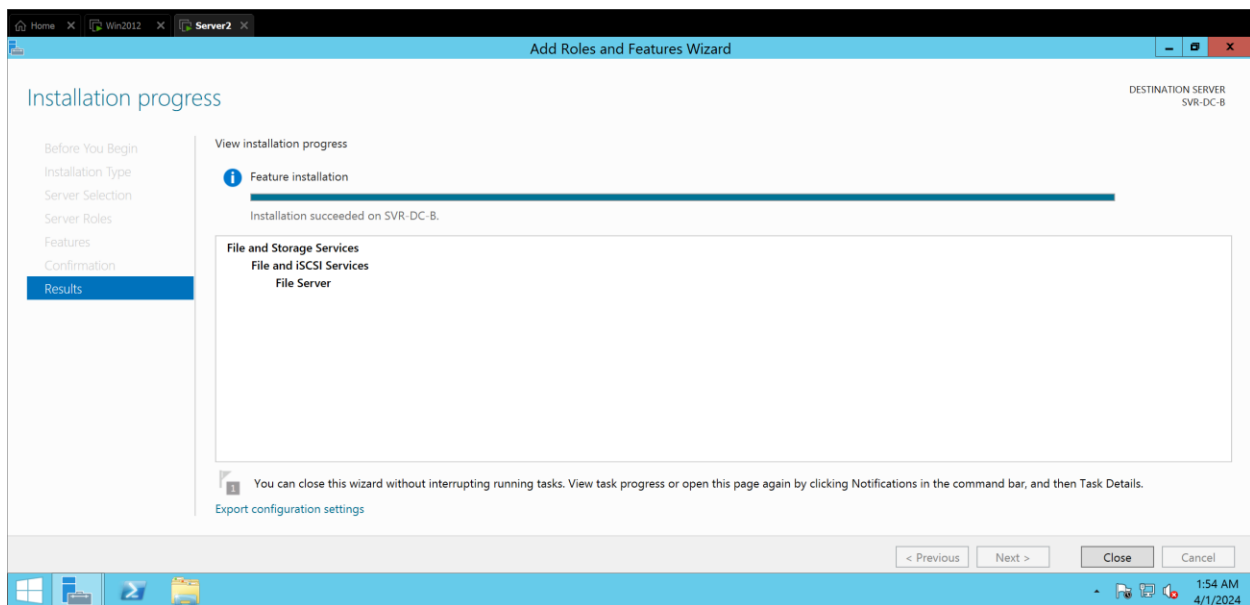 Home
Win2012
Server2
Add Roles and Features Wizard
Installation progress
DESTINATION SERVER
SVR-DC-B
Before You Begin
Installation Type
Server Selection
Server Roles
Features
Confirmation
Results
View installation progress
Feature installation
Installation succeeded on SVR-DC-B.
File and Storage Services
File and iSCSI Services
File Server
1
You can close this wizard without interrupting running tasks. View task progress or open this page again by clicking Notifications in the command bar, and then Task Details.
Export configuration settings
< Previous
Next >
Close
Cancel
1:54 AM
4/1/2024